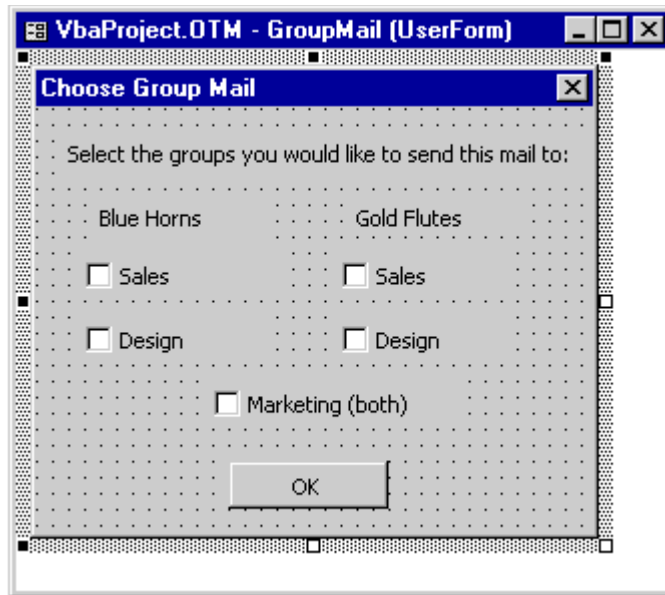 VbaProject.OTM - GroupMail (UserForm)
Choose Group Mail
Select the groups you would like to send this mail to:
Blue Horns Gold Flutes
Sales Sales
Design Design
Marketing (both)
OK